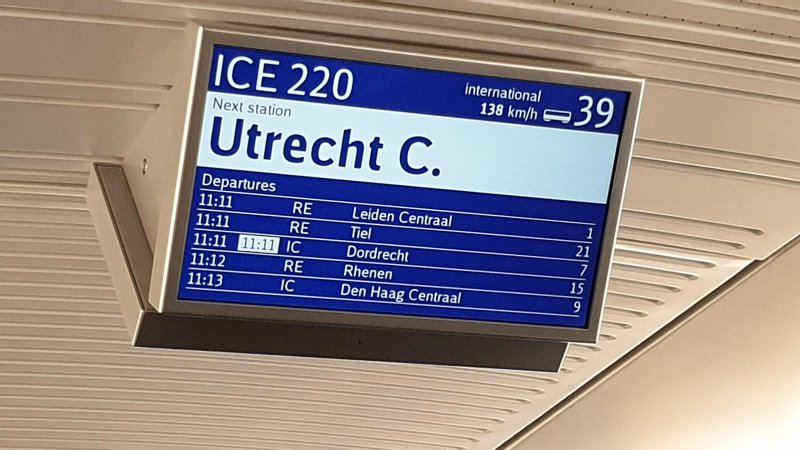 ICE 220 international
138 km/h 39
Next station
Utrecht C.
Departures
11:11 RE Leiden Centraal 1
11:11 RE Tiel 21
11:11 11:11 IC Dordrecht 7
11:12 RE Rhenen 15
11:13 IC Den Haag Centraal 9